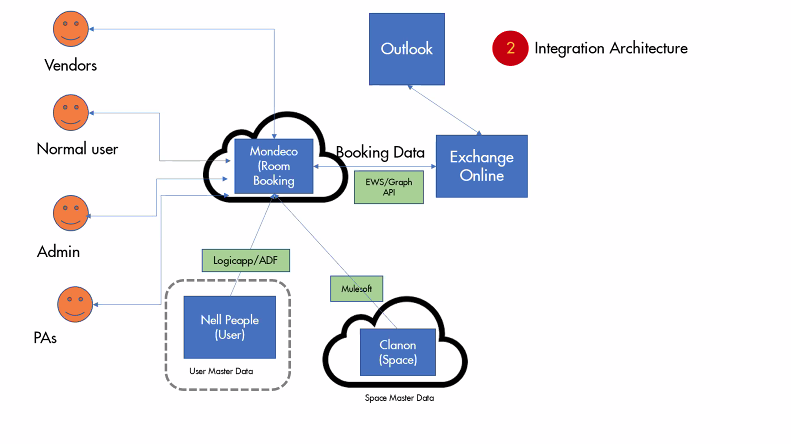 Outlook
2 Integration Architecture
Vendors
Normal user
Mondeco
(Room
Booking
Booking Data
Exchange
Online
EWS/Graph
API
Admin
Logicapp/ADF
Mulesoft
PAs
Nell People
(User)
User Master Data
Clanon
(Space)
Space Master Data